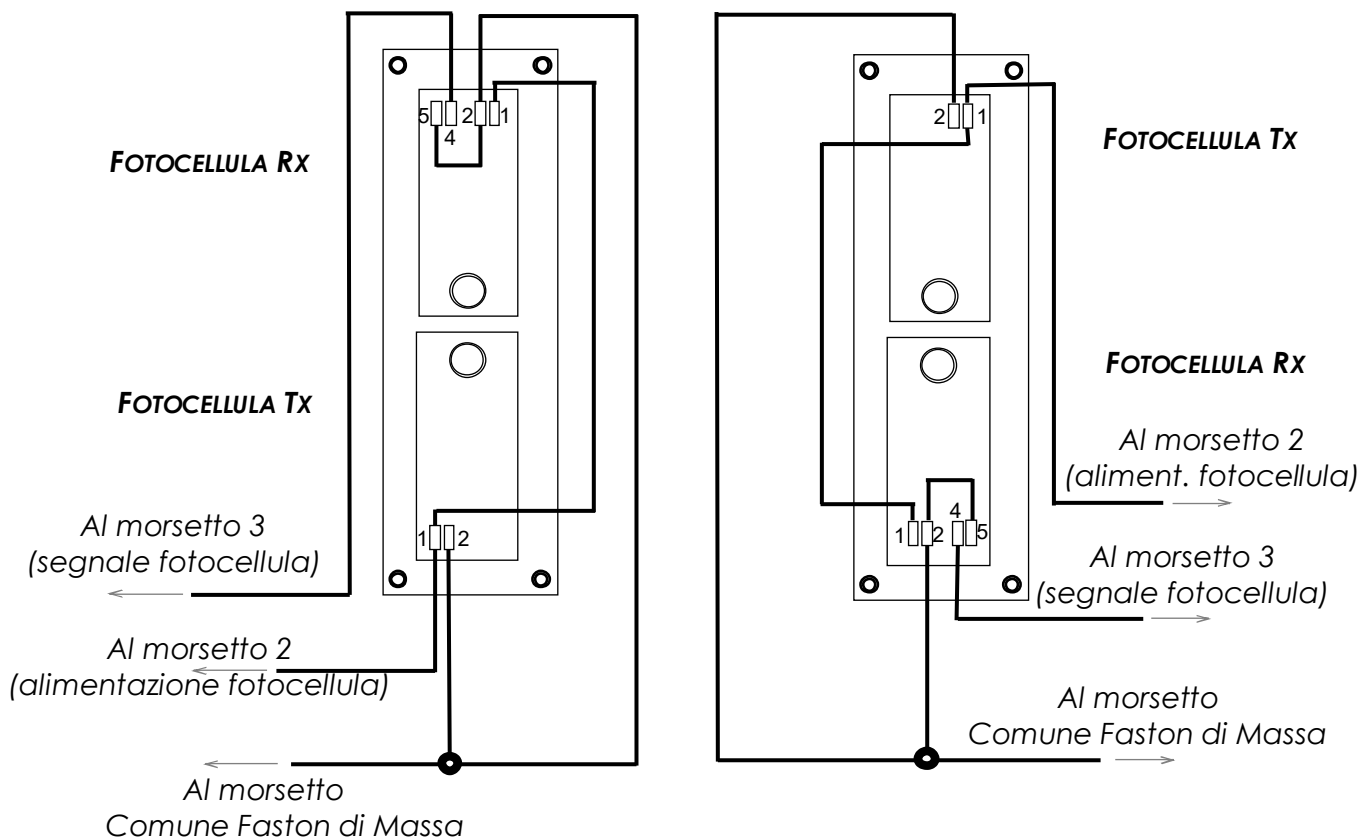 5
4
2
1
FOTOCELLULA RX
FOTOCELLULA TX
1
2
Al morsetto 3
(segnale fotocellula)
Al morsetto 2
(alimentazione fotocellula)
Al morsetto
Comune Faston di Massa
2
1
FOTOCELLULA TX
FOTOCELLULA RX
Al morsetto 2
(aliment. fotocellula)
1
2
4
5
Al morsetto 3
(segnale fotocellula)
Al morsetto
Comune Faston di Massa